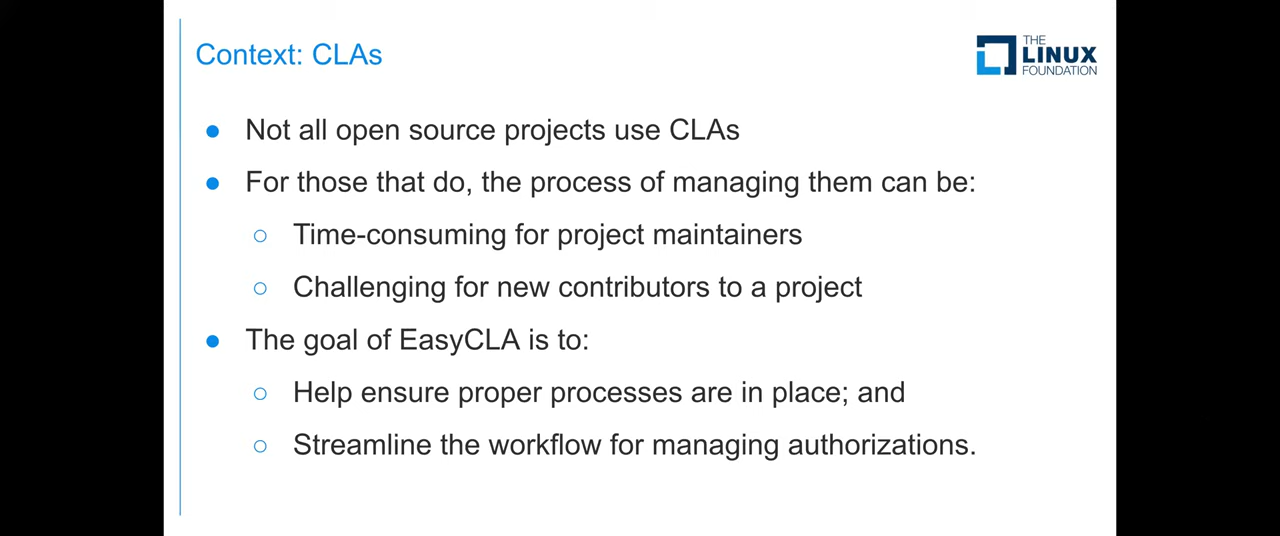 Context: CLAs
THE
LINUX
FOUNDATION
● Not all open source projects use CLAs
● For those that do, the process of managing them can be:
○ Time-consuming for project maintainers
○ Challenging for new contributors to a project
● The goal of EasyCLA is to:
○ Help ensure proper processes are in place; and
○ Streamline the workflow for managing authorizations.